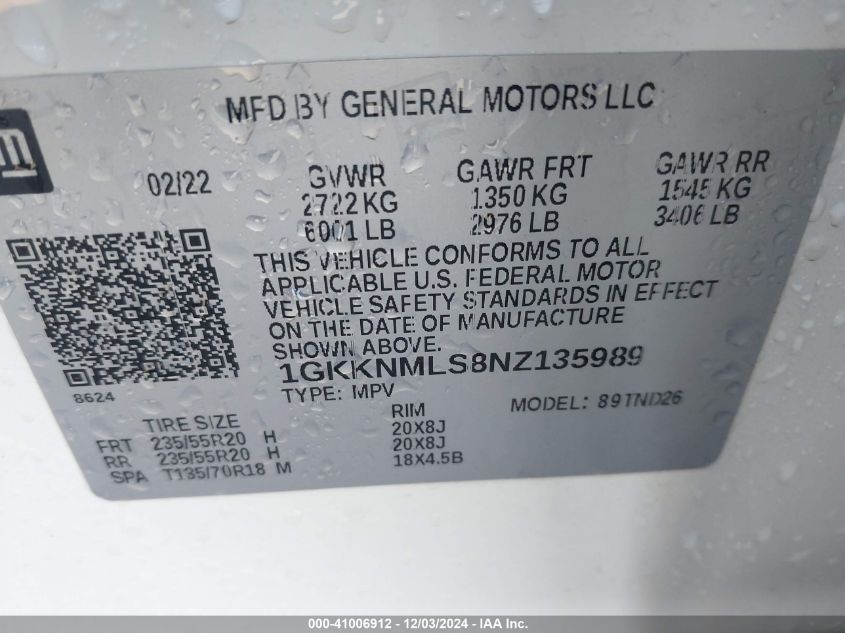 MFD BY GENERAL MOTORS LLC
gm
02/22 GVWR GAWR FRT GAWR RR
2722 KG 1350 KG 1545 KG
6001 LB 2976 LB 3406 LB
THIS VEHICLE CONFORMS TO ALL
APPLICABLE U.S. FEDERAL MOTOR
VEHICLE SAFETY STANDARDS IN EFFECT
ON THE DATE OF MANUFACTURE
SHOWN ABOVE.
1GKKNMLS8NZ135989
8624
TYPE: MPV MODEL: 89TND26
TIRE SIZE RIM
FRT 235/55R20 H 20X8J
RR 235/55R20 H 20X8J
SPA T135/70R18 M 18X4.5B
000-41006912 - 12/03/2024 - IAA Inc.